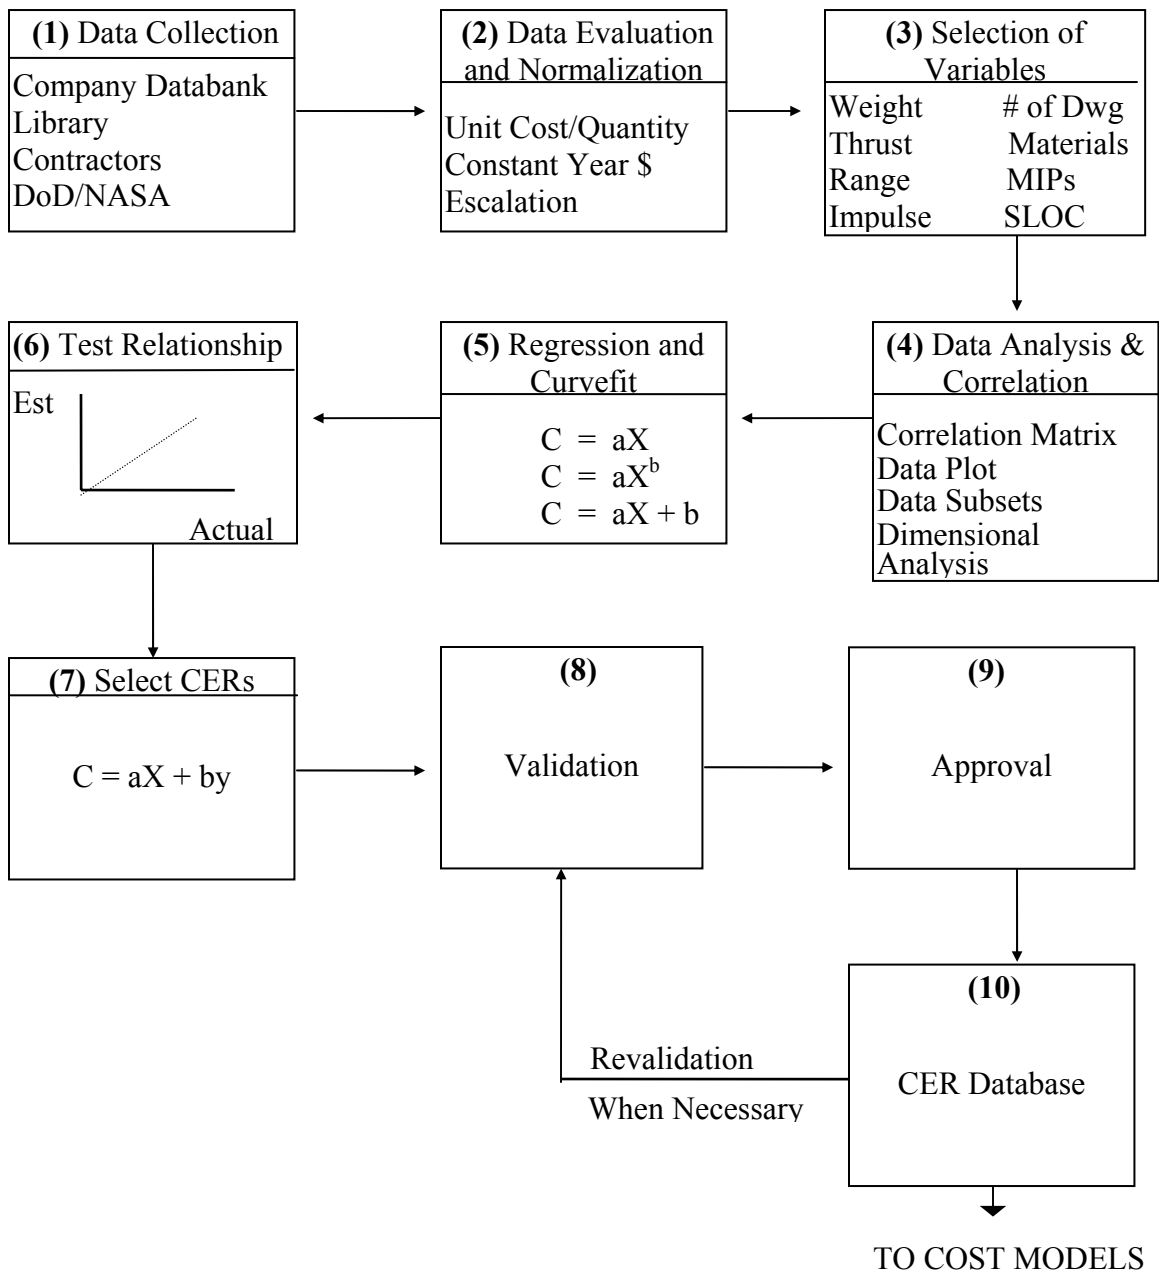 (1) Data Collection
Company Databank
Library
Contractors
DoD/NASA
(2) Data Evaluation
and Normalization
Unit Cost/Quantity
Constant Year $
Escalation
(3) Selection of
Variables
Weight # of Dwg
Thrust Materials
Range MIPs
Impulse SLOC
(4) Data Analysis &
Correlation
Correlation Matrix
Data Plot
Data Subsets
Dimensional
Analysis
(5) Regression and
Curvefit
C = aX
C = aX^b
C = aX + b
(6) Test Relationship
Est
Actual
(7) Select CERs
C = aX + by
(8)
Validation
(9)
Approval
(10)
CER Database
Revalidation
When Necessary
TO COST MODELS